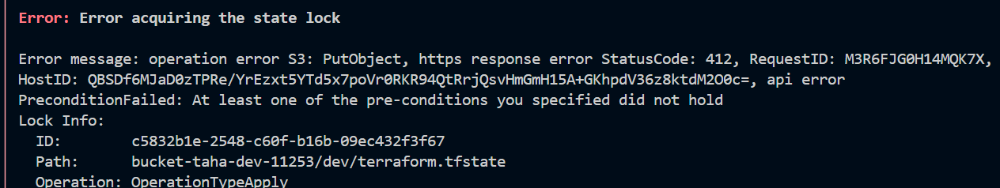 Error: Error acquiring the state lock
Error message: operation error S3: PutObject, https response error StatusCode: 412, RequestID: M3R6FJG0H14MQK7X,
HostID: QBSDf6MJaD0zTPRe/YrEzxt5YTd5x7poVr0RKR94QtRrjQsvHmGmH15A+GKhpdV36z8ktdM2O0c=, api error
PreconditionFailed: At least one of the pre-conditions you specified did not hold
Lock Info:
ID: c5832b1e-2548-c60f-b16b-09ec432f3f67
Path: bucket-taha-dev-11253/dev/terraform.tfstate
Operation: OperationTypeApply